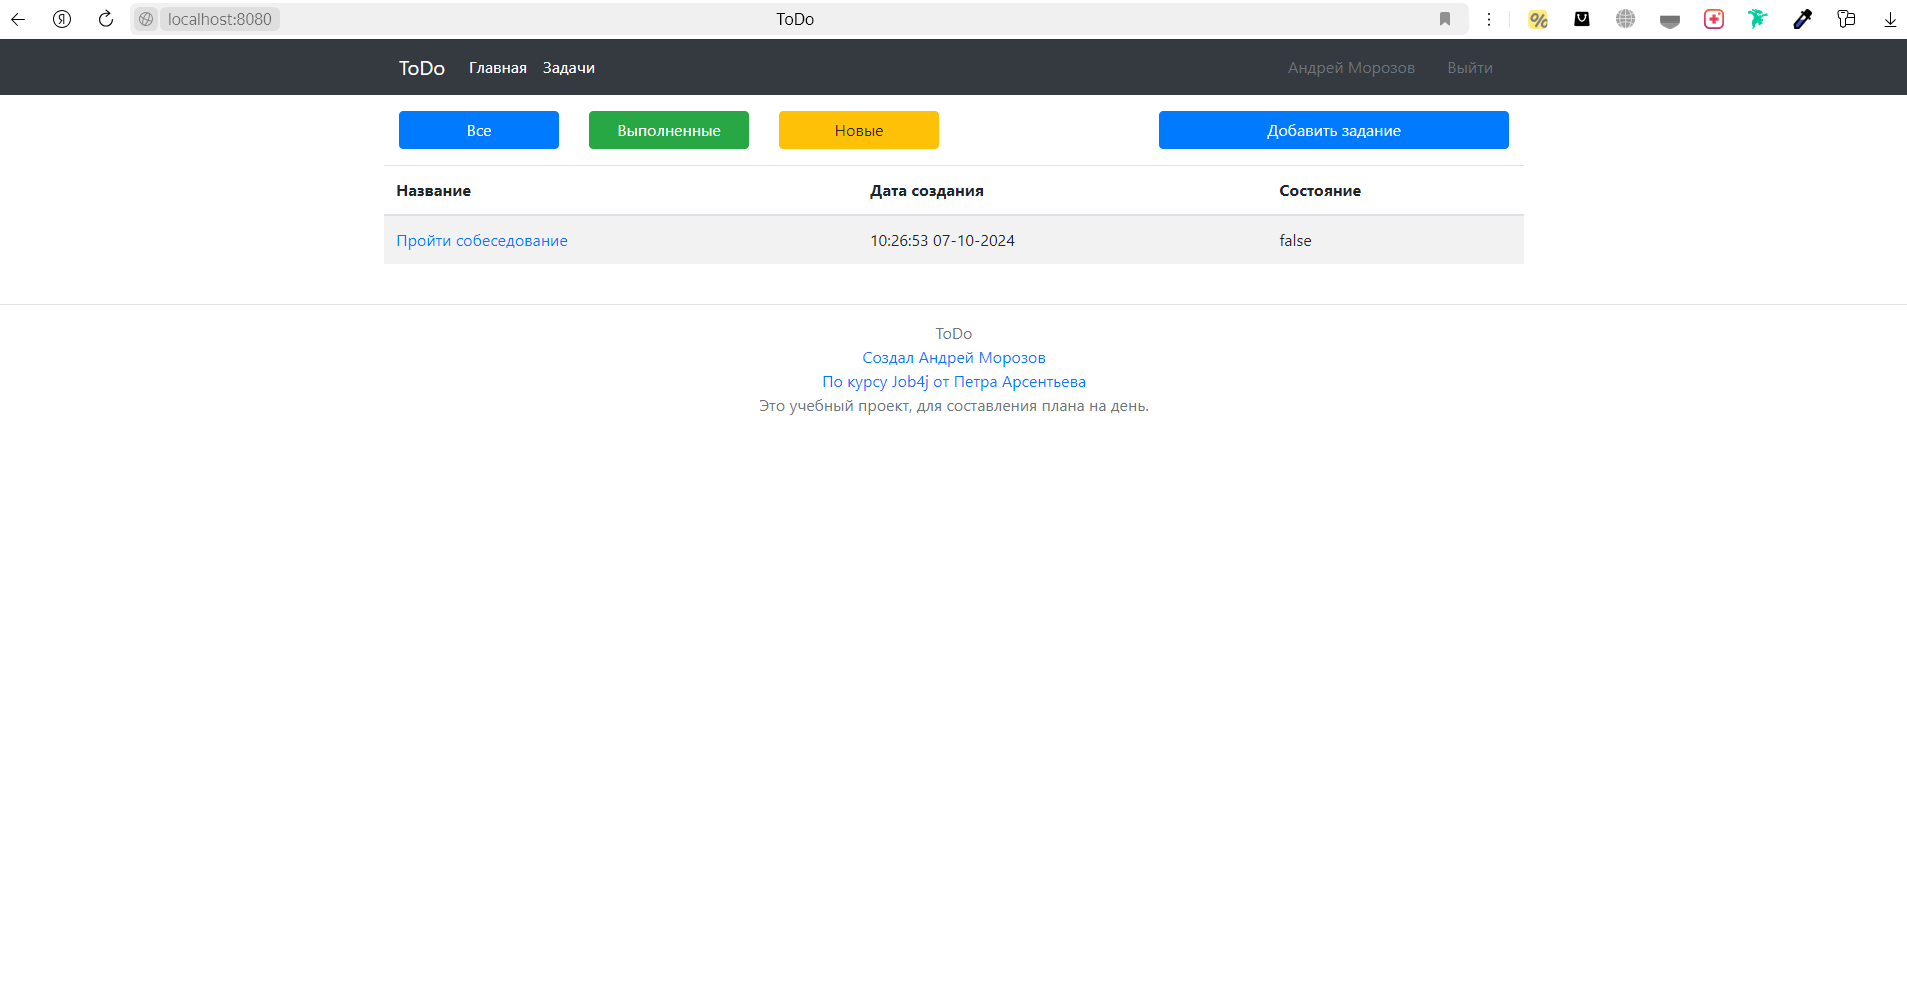 localhost:8080 ToDo
ToDo Главная Задачи Андрей Морозов Выйти
Все Выполненные Новые Добавить задание
Название Дата создания Состояние
Пройти собеседование 10:26:53 07-10-2024 false
ToDo
Создал Андрей Морозов
По курсу Job4j от Петра Арсентьева
Это учебный проект, для составления плана на день.